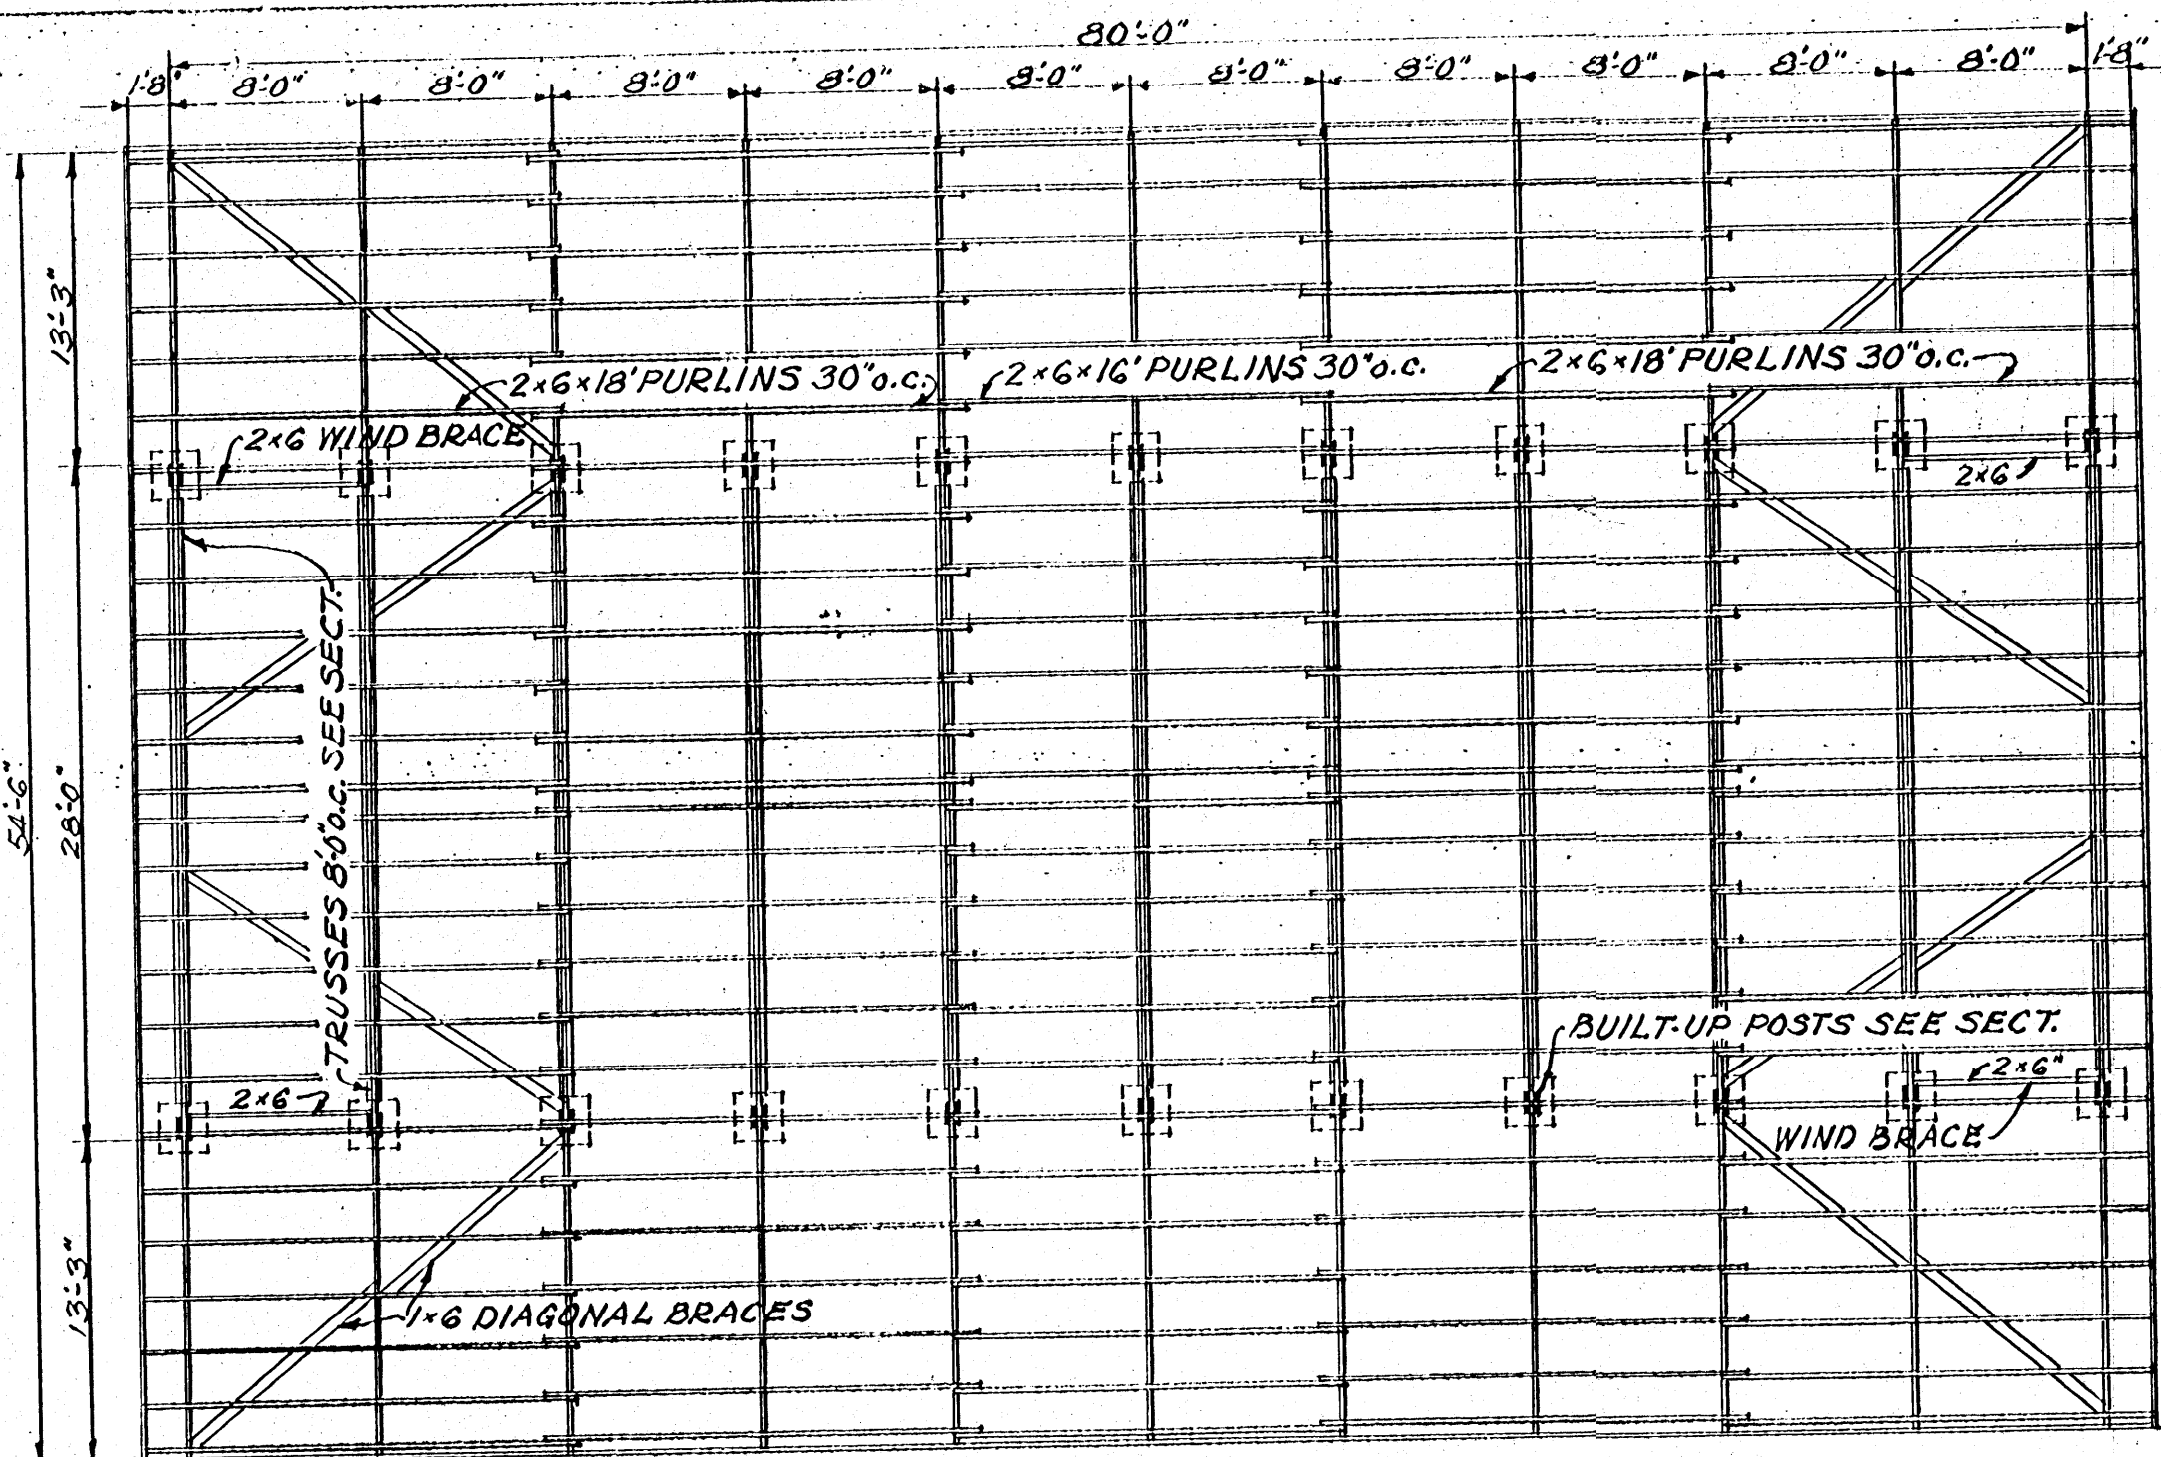 80'-0"
1'-8" 8'-0" 8'-0" 8'-0" 8'-0" 8'-0" 8'-0" 8'-0" 8'-0" 8'-0" 8'-0" 1'-8"
13'-3"
2×6×18' PURLINS 30" o.c.
2×6×16' PURLINS 30" o.c.
2×6×18' PURLINS 30" o.c.
2×6 WIND BRACE
2×6
TRUSSES 8'-0" o.c. SEE SECT.
54'-6"
28'-0"
BUILT-UP POSTS SEE SECT.
2×6
2×6"
WIND BRACE
13'-3"
1×6 DIAGONAL BRACES